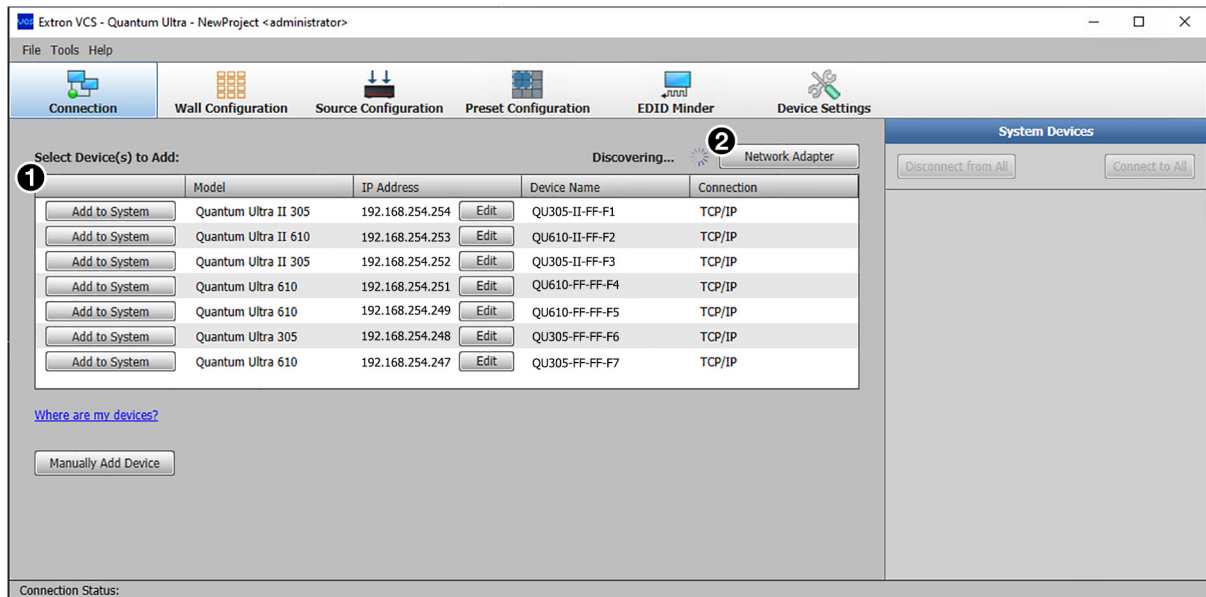 vcs Extron VCS - Quantum Ultra - NewProject <administrator>
File Tools Help
Connection Wall Configuration Source Configuration Preset Configuration EDID Minder Device Settings
System Devices
Select Device(s) to Add: Discovering... 2 Network Adapter
Disconnect from All Connect to All
1 Model IP Address Device Name Connection
Add to System Quantum Ultra II 305 192.168.254.254 Edit QU305-II-FF-F1 TCP/IP
Add to System Quantum Ultra II 610 192.168.254.253 Edit QU610-II-FF-F2 TCP/IP
Add to System Quantum Ultra II 305 192.168.254.252 Edit QU305-II-FF-F3 TCP/IP
Add to System Quantum Ultra 610 192.168.254.251 Edit QU610-FF-FF-F4 TCP/IP
Add to System Quantum Ultra 610 192.168.254.249 Edit QU610-FF-FF-F5 TCP/IP
Add to System Quantum Ultra 305 192.168.254.248 Edit QU305-FF-FF-F6 TCP/IP
Add to System Quantum Ultra 610 192.168.254.247 Edit QU305-FF-FF-F7 TCP/IP
Where are my devices?
Manually Add Device
Connection Status: